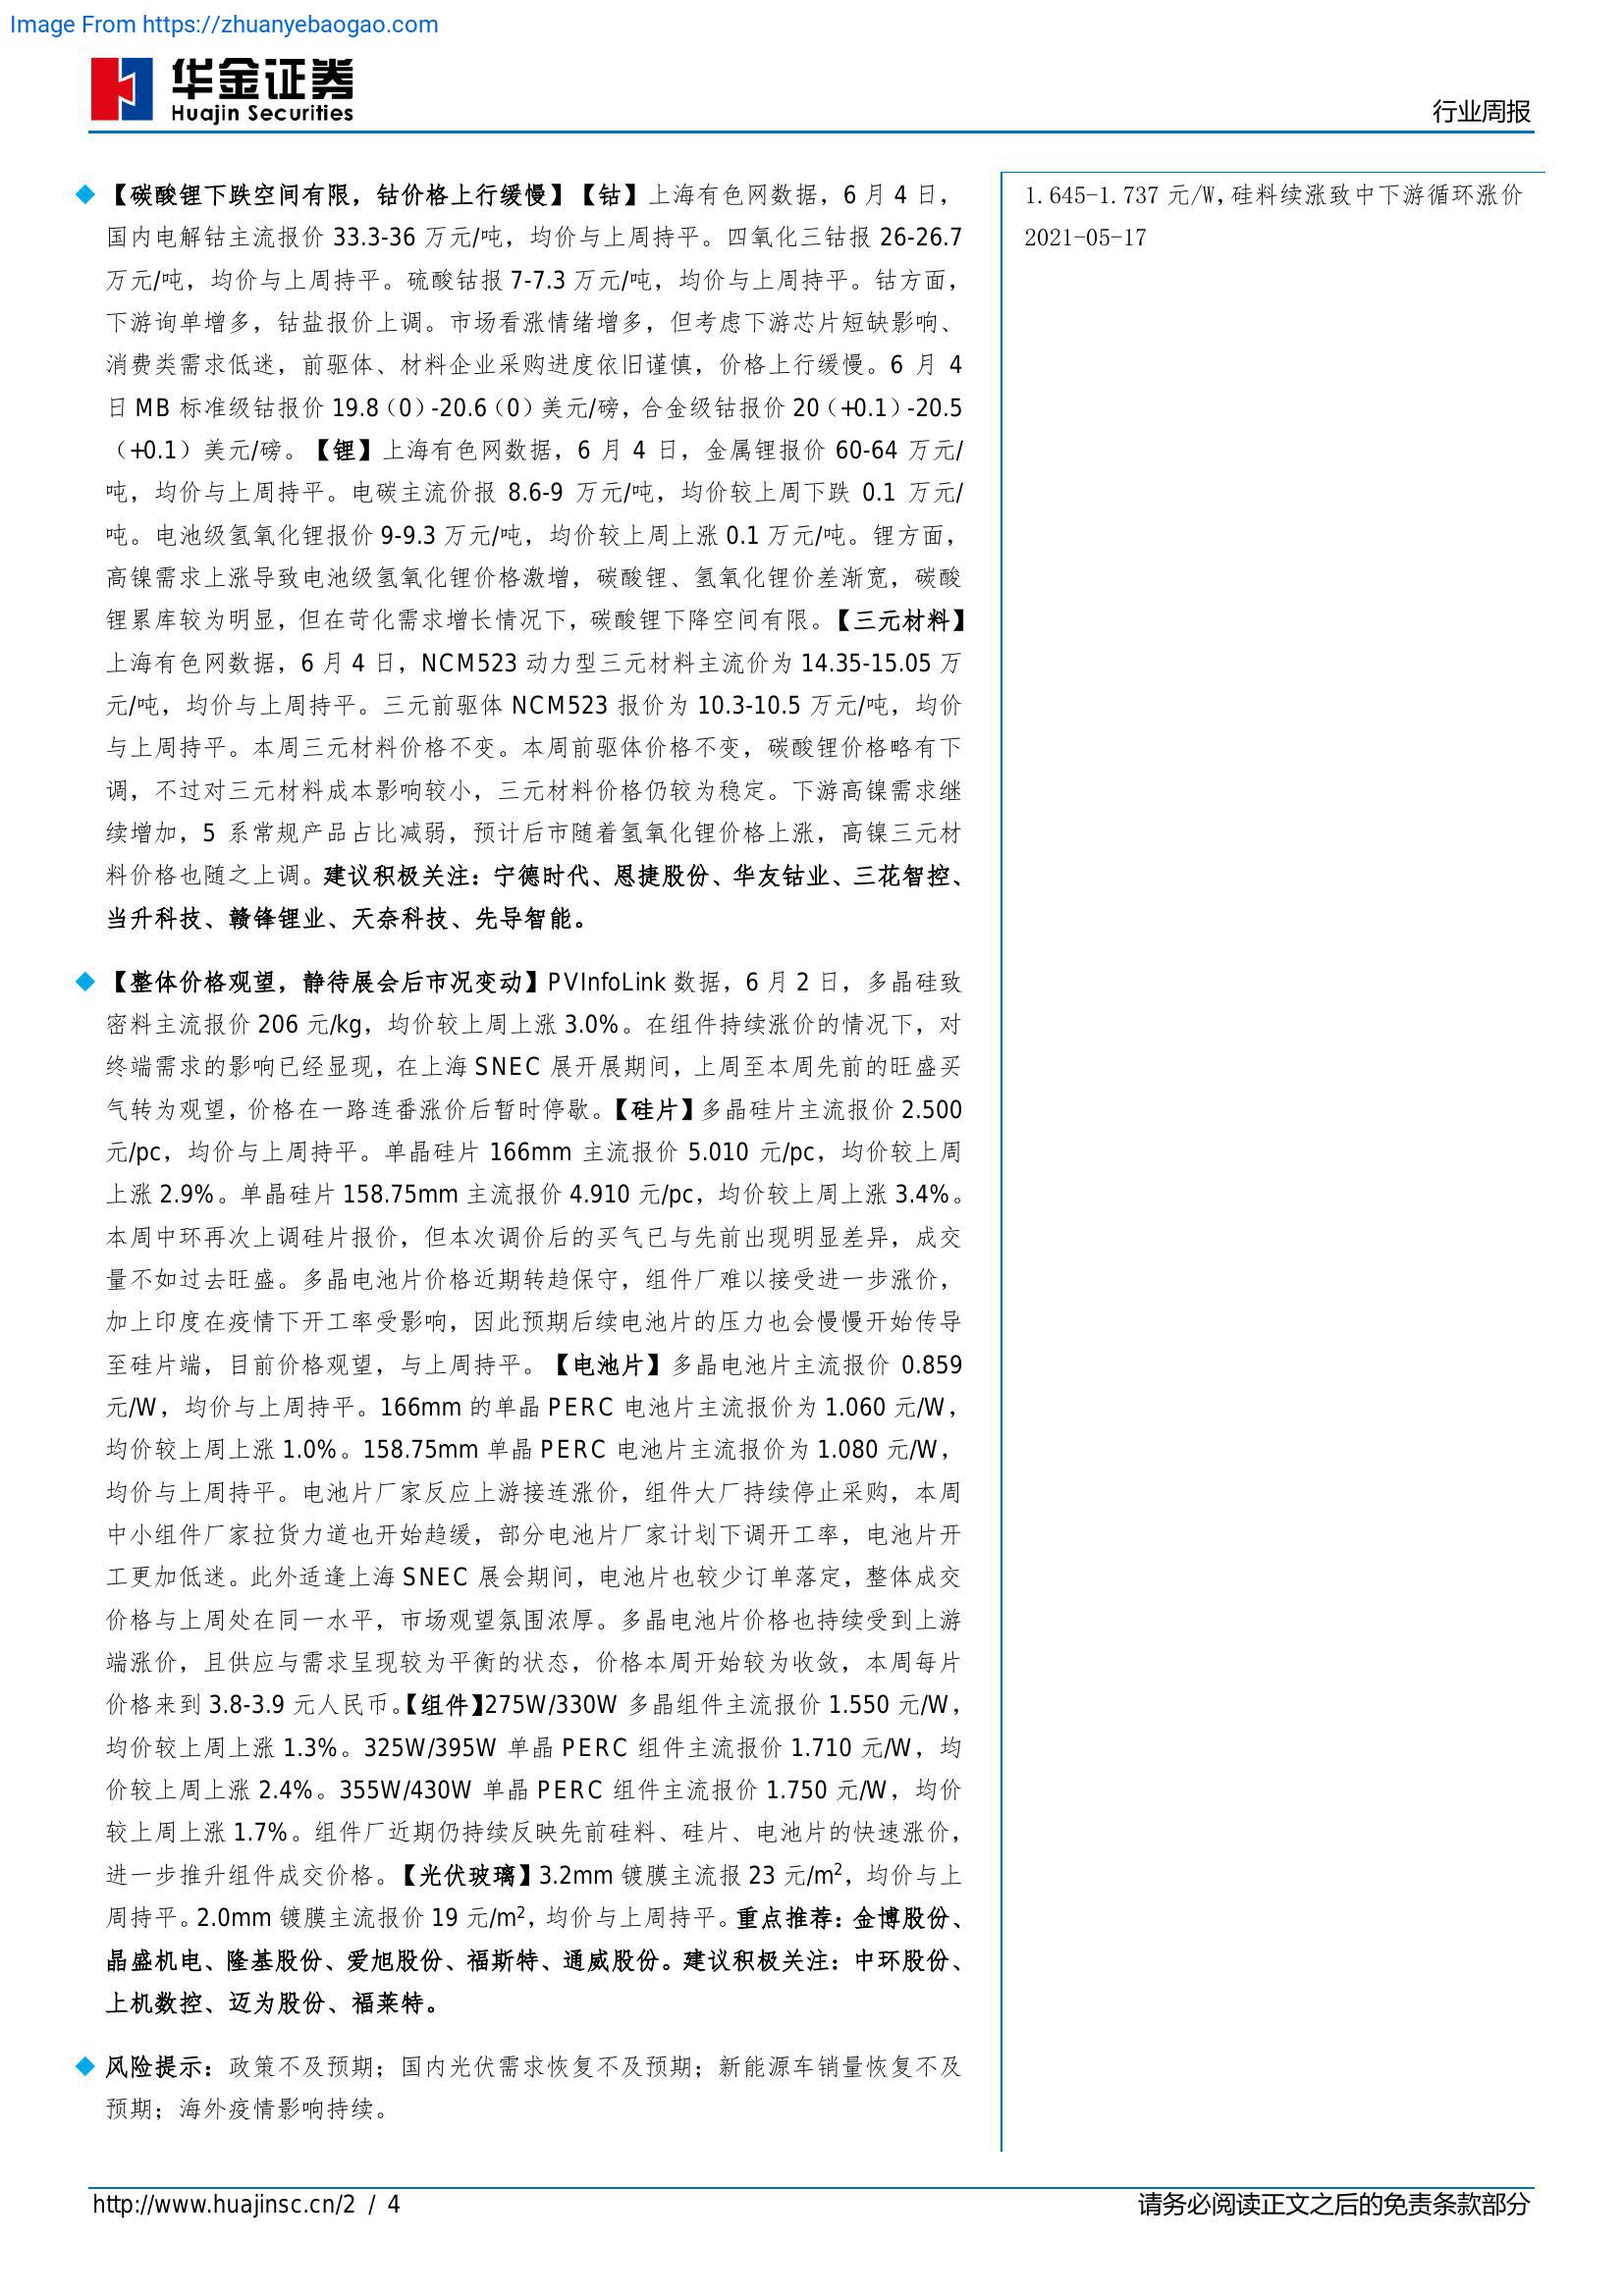 Image From https://zhuanyebaogao.com
华金证券
Huajin Securities
行业周报
【碳酸锂下跌空间有限，钴价格上行缓慢】【钴】上海有色网数据，6 月 4 日，
国内电解钴主流报价 33.3-36 万元/吨，均价与上周持平。四氧化三钴报 26-26.7
万元/吨，均价与上周持平。硫酸钴报 7-7.3 万元/吨，均价与上周持平。钴方面，
下游询单增多，钴盐报价上调。市场看涨情绪增多，但考虑下游芯片短缺影响、
消费类需求低迷，前驱体、材料企业采购进度依旧谨慎，价格上行缓慢。6 月 4
日 MB 标准级钴报价 19.8（0）-20.6（0）美元/磅，合金级钴报价 20（+0.1）-20.5
（+0.1）美元/磅。【锂】上海有色网数据，6 月 4 日，金属锂报价 60-64 万元/
吨，均价与上周持平。电碳主流价报 8.6-9 万元/吨，均价较上周下跌 0.1 万元/
吨。电池级氢氧化锂报价 9-9.3 万元/吨，均价较上周上涨 0.1 万元/吨。锂方面，
高镍需求上涨导致电池级氢氧化锂价格激增，碳酸锂、氢氧化锂价差渐宽，碳酸
锂累库较为明显，但在苛化需求增长情况下，碳酸锂下降空间有限。【三元材料】
上海有色网数据，6 月 4 日，NCM523 动力型三元材料主流价为 14.35-15.05 万
元/吨，均价与上周持平。三元前驱体 NCM523 报价为 10.3-10.5 万元/吨，均价
与上周持平。本周三元材料价格不变。本周前驱体价格不变，碳酸锂价格略有下
调，不过对三元材料成本影响较小，三元材料价格仍较为稳定。下游高镍需求继
续增加，5 系常规产品占比减弱，预计后市随着氢氧化锂价格上涨，高镍三元材
料价格也随之上调。建议积极关注：宁德时代、恩捷股份、华友钴业、三花智控、
当升科技、赣锋锂业、天奈科技、先导智能。
【整体价格观望，静待展会后市况变动】PVInfoLink 数据，6 月 2 日，多晶硅致
密料主流报价 206 元/kg，均价较上周上涨 3.0%。在组件持续涨价的情况下，对
终端需求的影响已经显现，在上海 SNEC 展开展期间，上周至本周先前的旺盛买
气转为观望，价格在一路连番涨价后暂时停歇。【硅片】多晶硅片主流报价 2.500
元/pc，均价与上周持平。单晶硅片 166mm 主流报价 5.010 元/pc，均价较上周
上涨 2.9%。单晶硅片 158.75mm 主流报价 4.910 元/pc，均价较上周上涨 3.4%。
本周中环再次上调硅片报价，但本次调价后的买气已与先前出现明显差异，成交
量不如过去旺盛。多晶电池片价格近期转趋保守，组件厂难以接受进一步涨价，
加上印度在疫情下开工率受影响，因此预期后续电池片的压力也会慢慢开始传导
至硅片端，目前价格观望，与上周持平。【电池片】多晶电池片主流报价 0.859
元/W，均价与上周持平。166mm 的单晶 PERC 电池片主流报价为 1.060 元/W，
均价较上周上涨 1.0%。158.75mm 单晶 PERC 电池片主流报价为 1.080 元/W，
均价与上周持平。电池片厂家反应上游接连涨价，组件大厂持续停止采购，本周
中小组件厂家拉货力道也开始趋缓，部分电池片厂家计划下调开工率，电池片开
工更加低迷。此外适逢上海 SNEC 展会期间，电池片也较少订单落定，整体成交
价格与上周处在同一水平，市场观望氛围浓厚。多晶电池片价格也持续受到上游
端涨价，且供应与需求呈现较为平衡的状态，价格本周开始较为收敛，本周每片
价格来到 3.8-3.9 元人民币。【组件】275W/330W 多晶组件主流报价 1.550 元/W，
均价较上周上涨 1.3%。325W/395W 单晶 PERC 组件主流报价 1.710 元/W，均
价较上周上涨 2.4%。355W/430W 单晶 PERC 组件主流报价 1.750 元/W，均价
较上周上涨 1.7%。组件厂近期仍持续反映先前硅料、硅片、电池片的快速涨价，
进一步推升组件成交价格。【光伏玻璃】3.2mm 镀膜主流报 23 元/m²，均价与上
周持平。2.0mm 镀膜主流报价 19 元/m²，均价与上周持平。重点推荐：金博股份、
晶盛机电、隆基股份、爱旭股份、福斯特、通威股份。建议积极关注：中环股份、
上机数控、迈为股份、福莱特。
风险提示：政策不及预期；国内光伏需求恢复不及预期；新能源车销量恢复不及
预期；海外疫情影响持续。
1.645-1.737 元/W，硅料续涨致中下游循环涨价
2021-05-17
http://www.huajinsc.cn/2 / 4
请务必阅读正文之后的免责条款部分